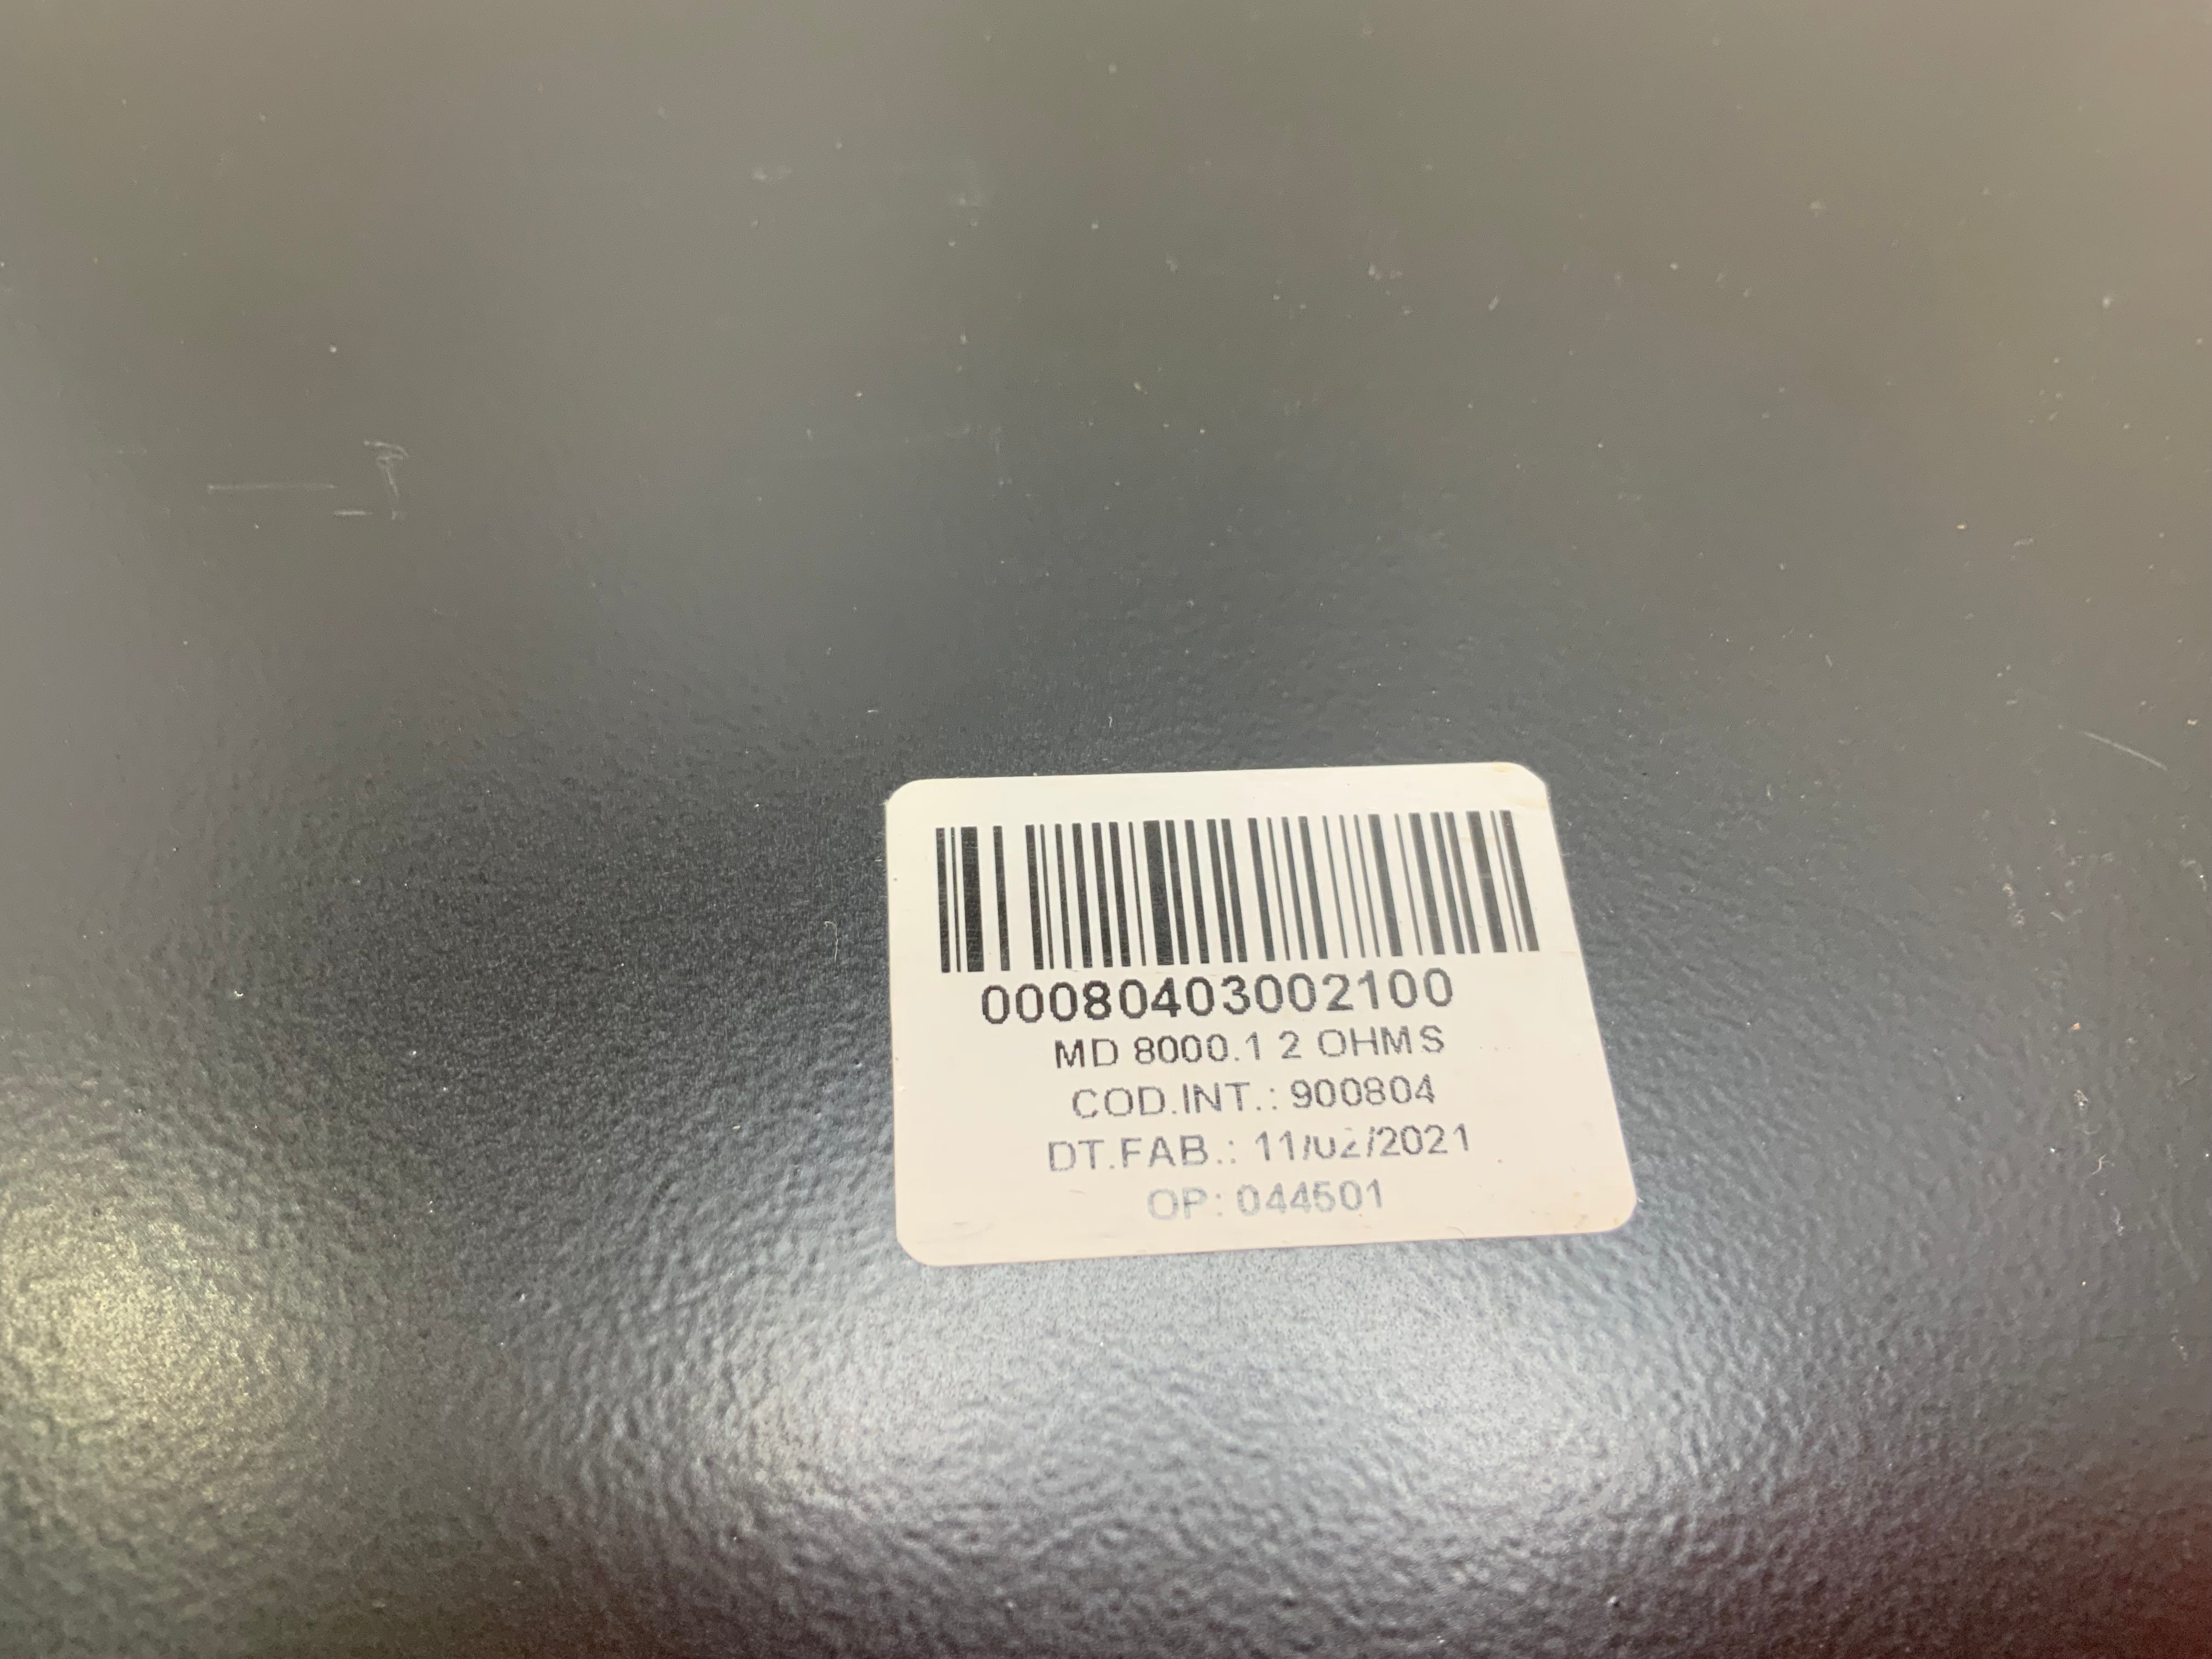 00080403002100
MD 8000.1 2 OHMS
COD.INT.: 900804
DT.FAB.: 11/02/2021
OP: 044501